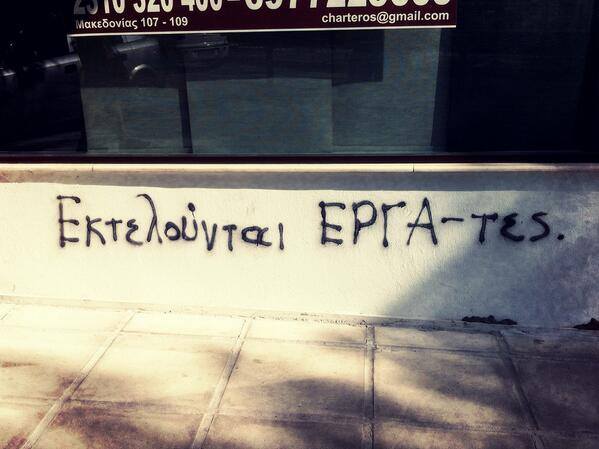 charteros@gmail.com
Μακεδονίας 107 - 109
Εκτελούνται ΕΡΓΑ-τες.